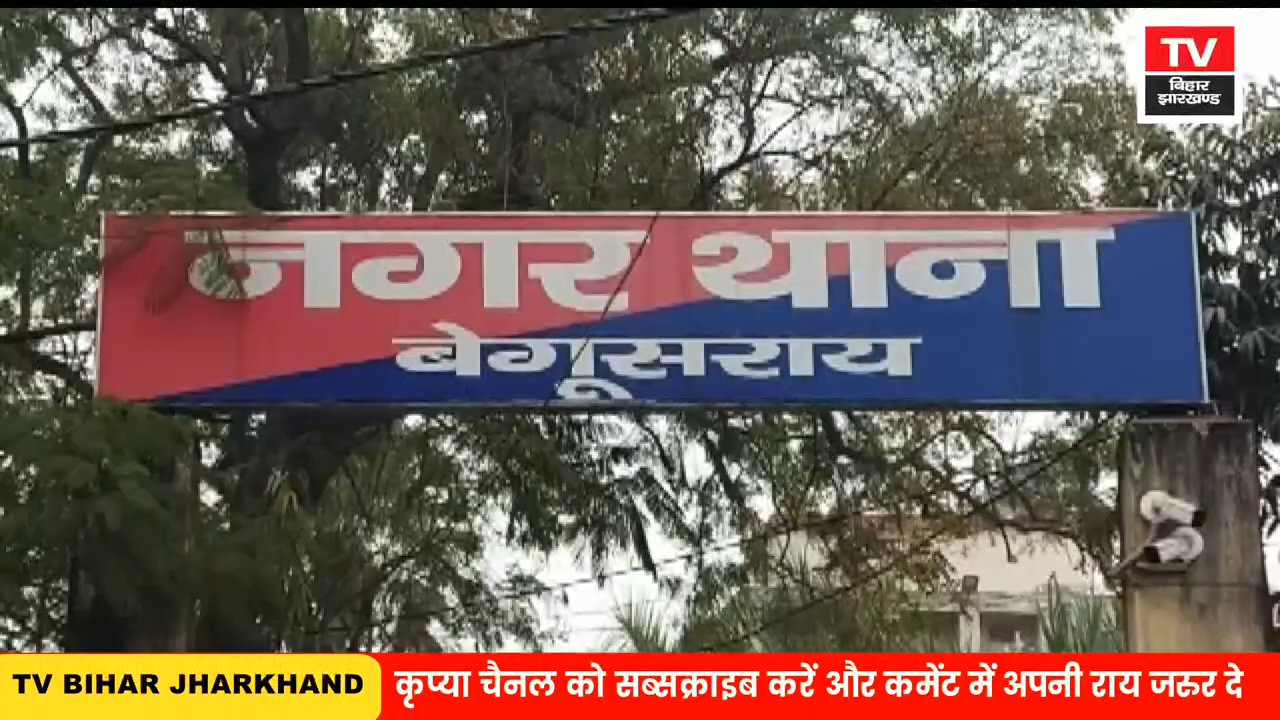 TV
बिहार
झारखण्ड
नगर थाना
बेगूसराय
TV BIHAR JHARKHAND
कृप्या चैनल को सब्सक्राइब करें और कमेंट में अपनी राय जरुर दे